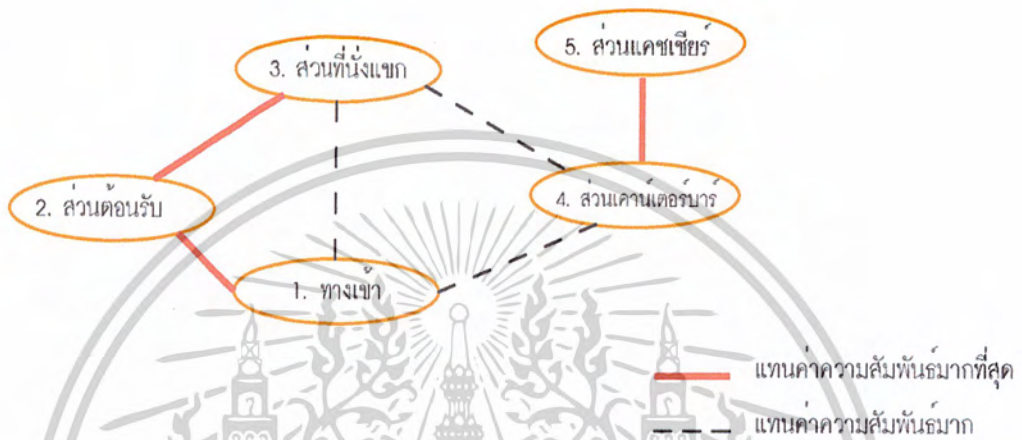 5. ส่วนแคชเชียร์
3. ส่วนที่นั่งแขก
4. ส่วนเคาน์เตอร์บาร์
2. ส่วนต้อนรับ
1. ทางเข้า
แทนค่าความสัมพันธ์มากที่สุด
แทนค่าความสัมพันธ์มาก